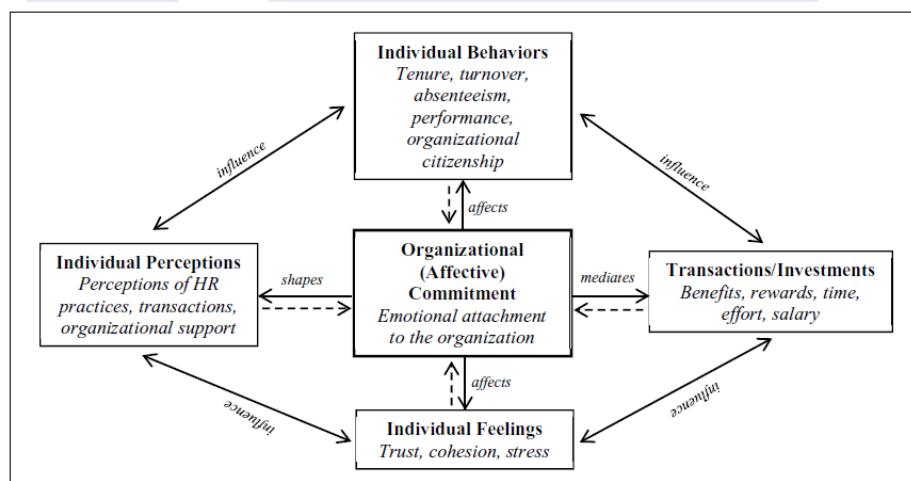 Individual Behaviors
Tenure, turnover,
absenteeism,
performance,
organizational
citizenship
influence
influence
affects
Individual Perceptions
Perceptions of HR
practices, transactions,
organizational support
shapes
Organizational
(Affective)
Commitment
Emotional attachment
to the organization
mediates
Transactions/Investments
Benefits, rewards, time,
effort, salary
affects
influence
influence
Individual Feelings
Trust, cohesion, stress